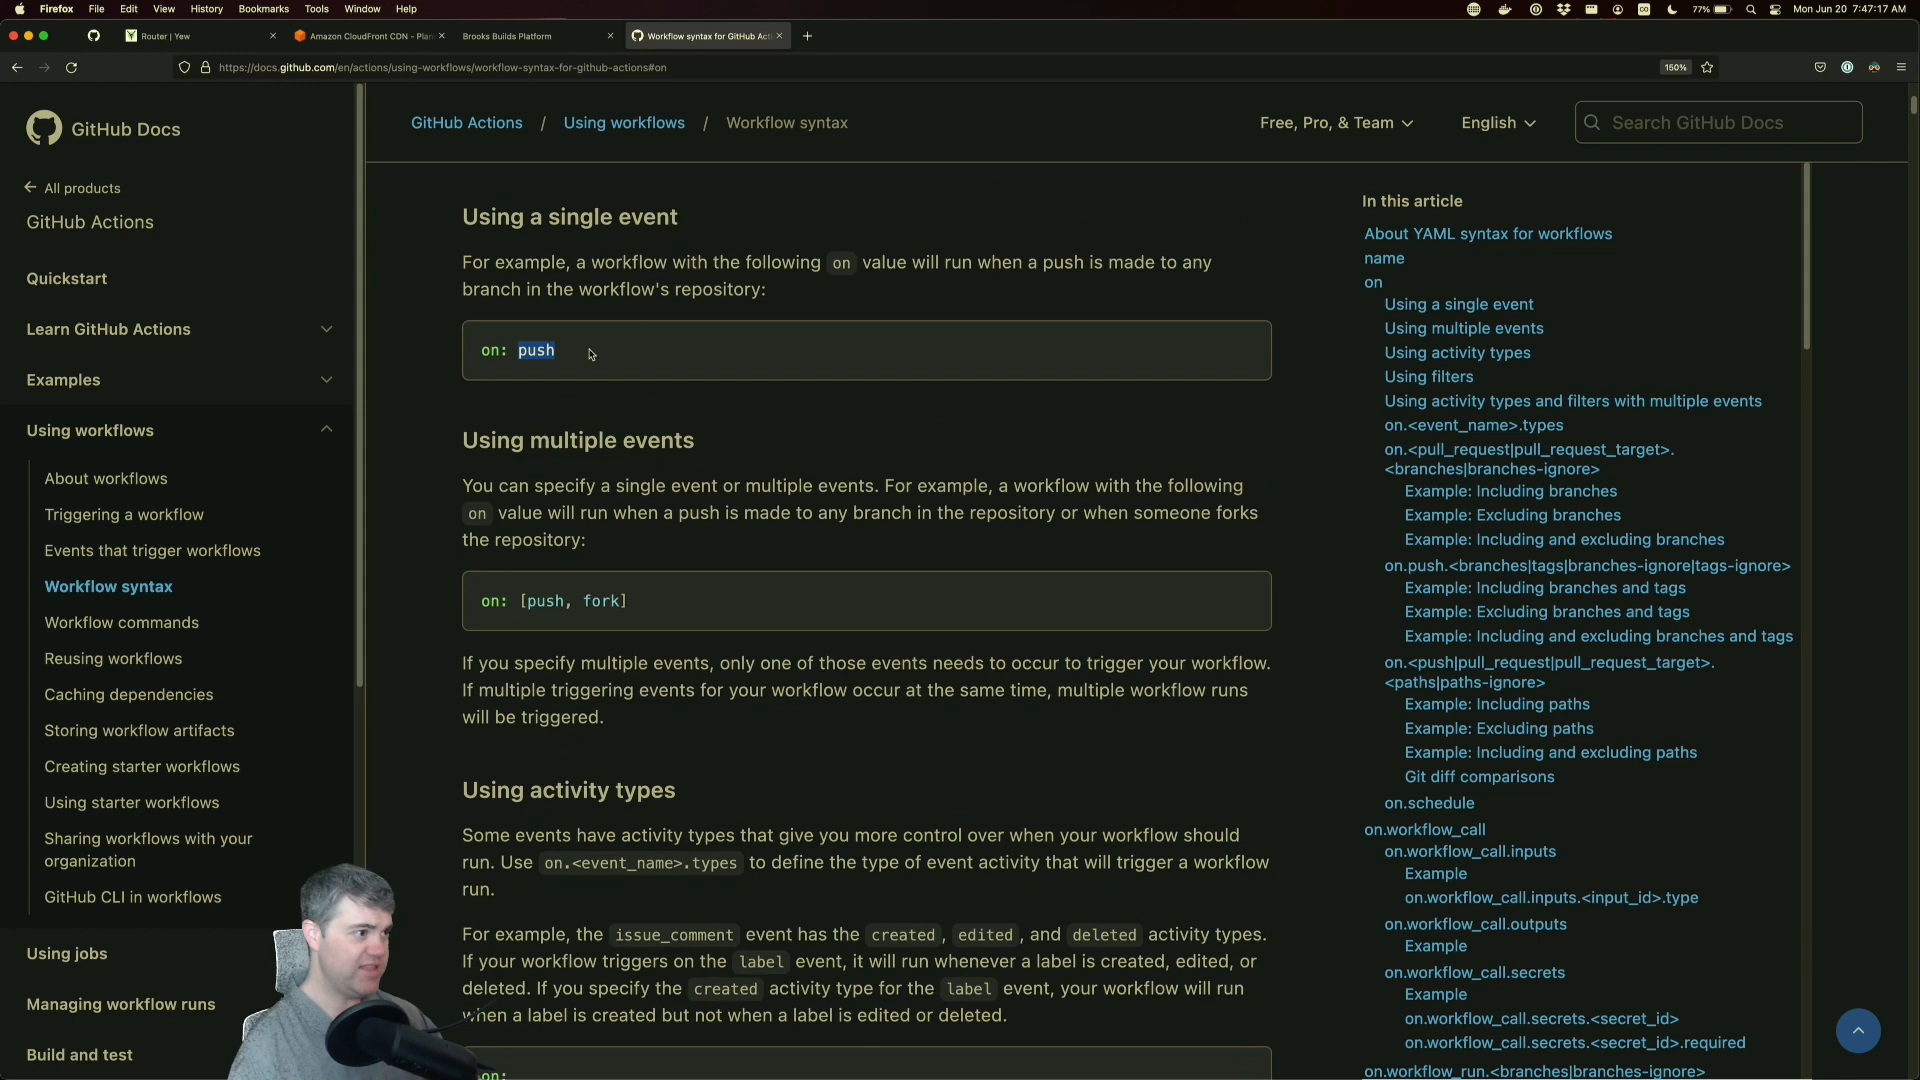 Firefox File Edit View History Bookmarks Tools Window Help
77% Mon Jun 20 7:47:17 AM
Router | Yew
Amazon CloudFront CDN - Plan
Brooks Builds Platform
Workflow syntax for GitHub Acti
https://docs.github.com/en/actions/using-workflows/workflow-syntax-for-github-actions#on
150%
GitHub Docs
All products
GitHub Actions
Quickstart
Learn GitHub Actions
Examples
Using workflows
About workflows
Triggering a workflow
Events that trigger workflows
Workflow syntax
Workflow commands
Reusing workflows
Caching dependencies
Storing workflow artifacts
Creating starter workflows
Using starter workflows
Sharing workflows with your
organization
GitHub CLI in workflows
Using jobs
Managing workflow runs
Build and test
GitHub Actions / Using workflows / Workflow syntax
Free, Pro, & Team
English
Search GitHub Docs
Using a single event
For example, a workflow with the following on value will run when a push is made to any
branch in the workflow's repository:
on: push
Using multiple events
You can specify a single event or multiple events. For example, a workflow with the following
on value will run when a push is made to any branch in the repository or when someone forks
the repository:
on: [push, fork]
If you specify multiple events, only one of those events needs to occur to trigger your workflow.
If multiple triggering events for your workflow occur at the same time, multiple workflow runs
will be triggered.
Using activity types
Some events have activity types that give you more control over when your workflow should
run. Use on.<event_name>.types to define the type of event activity that will trigger a workflow
run.
For example, the issue_comment event has the created, edited, and deleted activity types.
If your workflow triggers on the label event, it will run whenever a label is created, edited, or
deleted. If you specify the created activity type for the label event, your workflow will run
when a label is created but not when a label is edited or deleted.
on:
In this article
About YAML syntax for workflows
name
on
Using a single event
Using multiple events
Using activity types
Using filters
Using activity types and filters with multiple events
on.<event_name>.types
on.<pull_request|pull_request_target>.
<branches|branches-ignore>
Example: Including branches
Example: Excluding branches
Example: Including and excluding branches
on.push.<branches|tags|branches-ignore|tags-ignore>
Example: Including branches and tags
Example: Excluding branches and tags
Example: Including and excluding branches and tags
on.<push|pull_request|pull_request_target>.
<paths|paths-ignore>
Example: Including paths
Example: Excluding paths
Example: Including and excluding paths
Git diff comparisons
on.schedule
on.workflow_call
on.workflow_call.inputs
Example
on.workflow_call.inputs.<input_id>.type
on.workflow_call.outputs
Example
on.workflow_call.secrets
Example
on.workflow_call.secrets.<secret_id>
on.workflow_call.secrets.<secret_id>.required
on.workflow_run.<branches|branches-ignore>